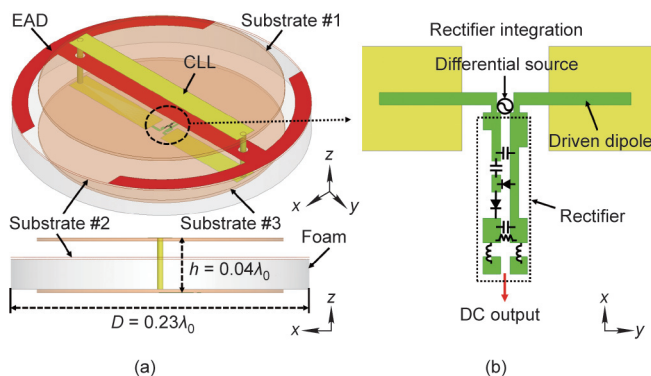 EAD
Substrate #1
CLL
z
x
y
Substrate #2
Substrate #3
Foam
h = 0.04λ0
z
x
D = 0.23λ0
(a)
Rectifier integration
Differential source
Driven dipole
Rectifier
DC output
x
y
(b)